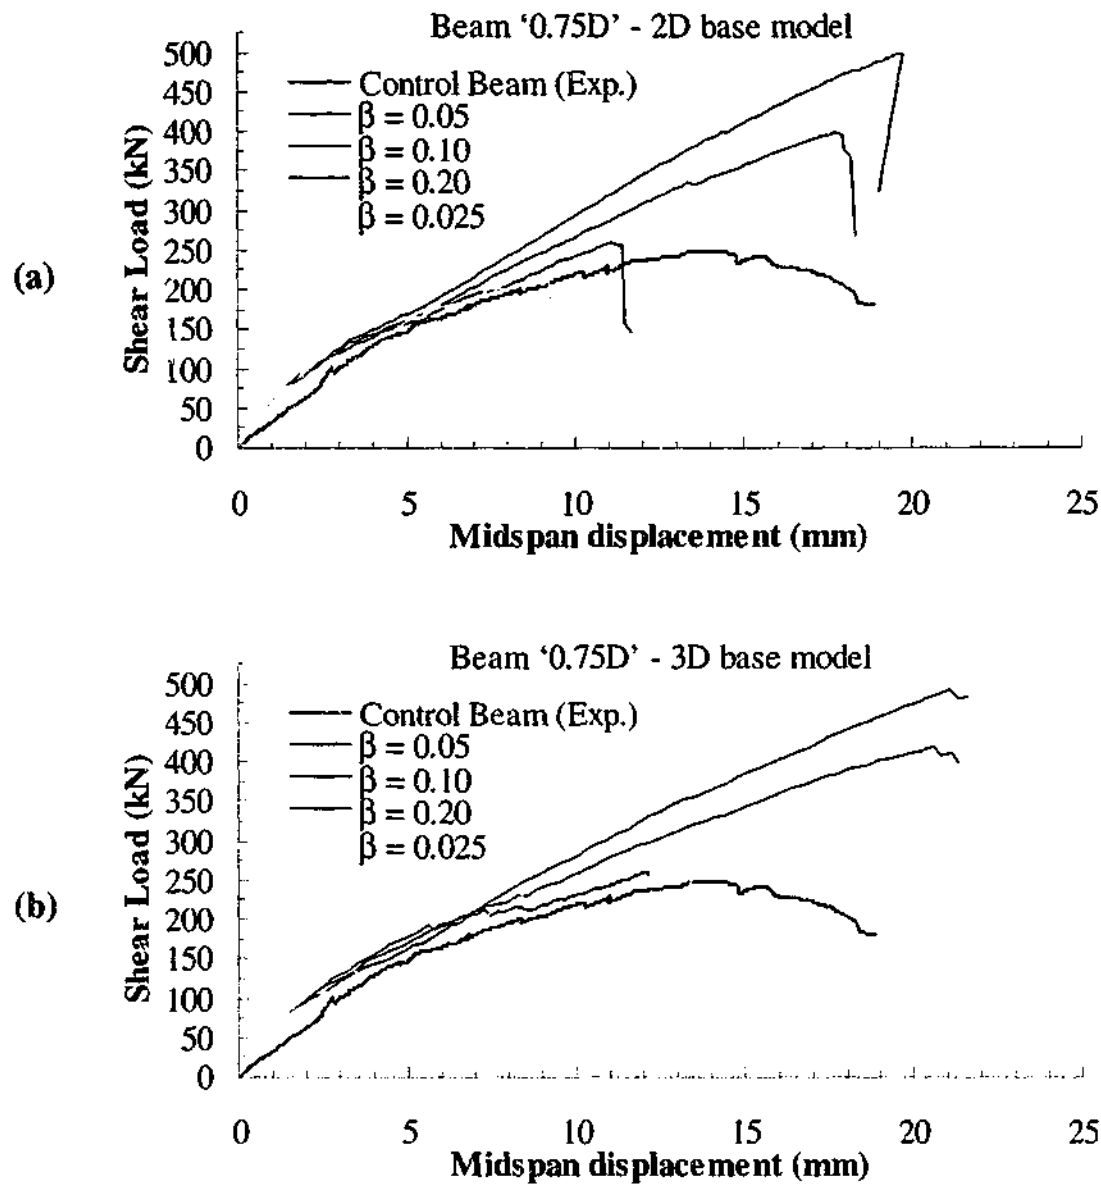 (a)
Beam ‘0.75D’ - 2D base model
Shear Load (kN)
500
450
400
350
300
250
200
150
100
50
0
Control Beam (Exp.)
β = 0.05
β = 0.10
β = 0.20
β = 0.025
0 5 10 15 20 25
Midspan displacement (mm)
(b)
Beam ‘0.75D’ - 3D base model
Shear Load (kN)
500
450
400
350
300
250
200
150
100
50
0
Control Beam (Exp.)
β = 0.05
β = 0.10
β = 0.20
β = 0.025
0 5 10 15 20 25
Midspan displacement (mm)